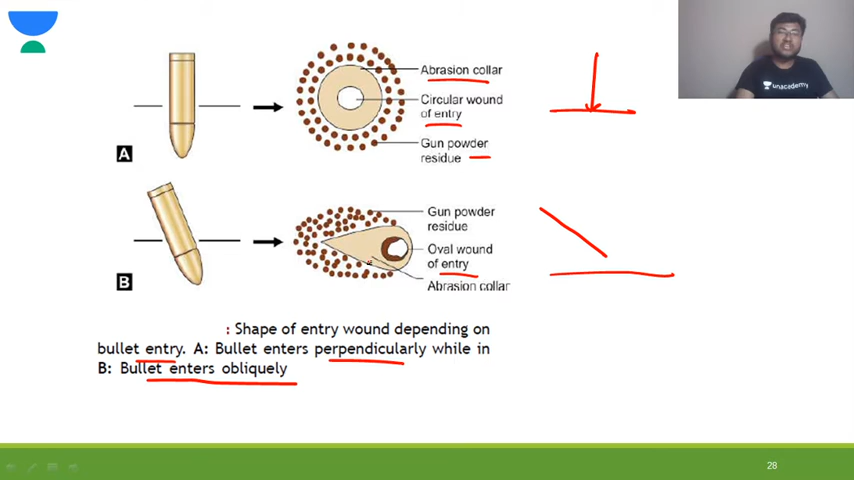 Abrasion collar
Circular wound
of entry
Gun powder
residue
A
Gun powder
residue
Oval wound
of entry
Abrasion collar
B
: Shape of entry wound depending on
bullet entry. A: Bullet enters perpendicularly while in
B: Bullet enters obliquely
unacademy
28